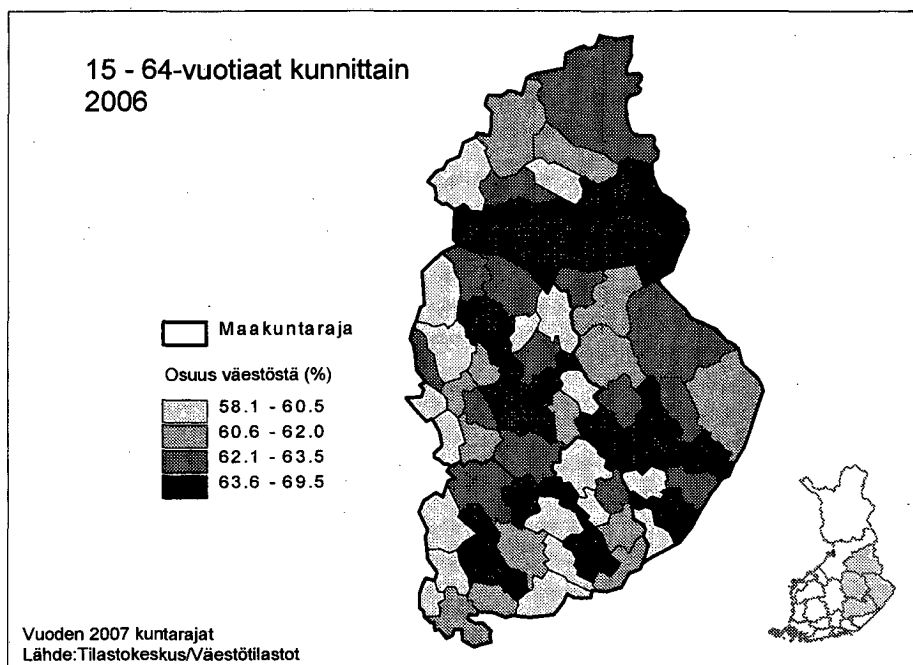 15 - 64-vuotiaat kunnittain
2006
Maakuntaraja
Osuus väestöstä (%)
58.1 - 60.5
60.6 - 62.0
62.1 - 63.5
63.6 - 69.5
Vuoden 2007 kuntarajat
Lähde:Tilastokeskus/Väestötilastot